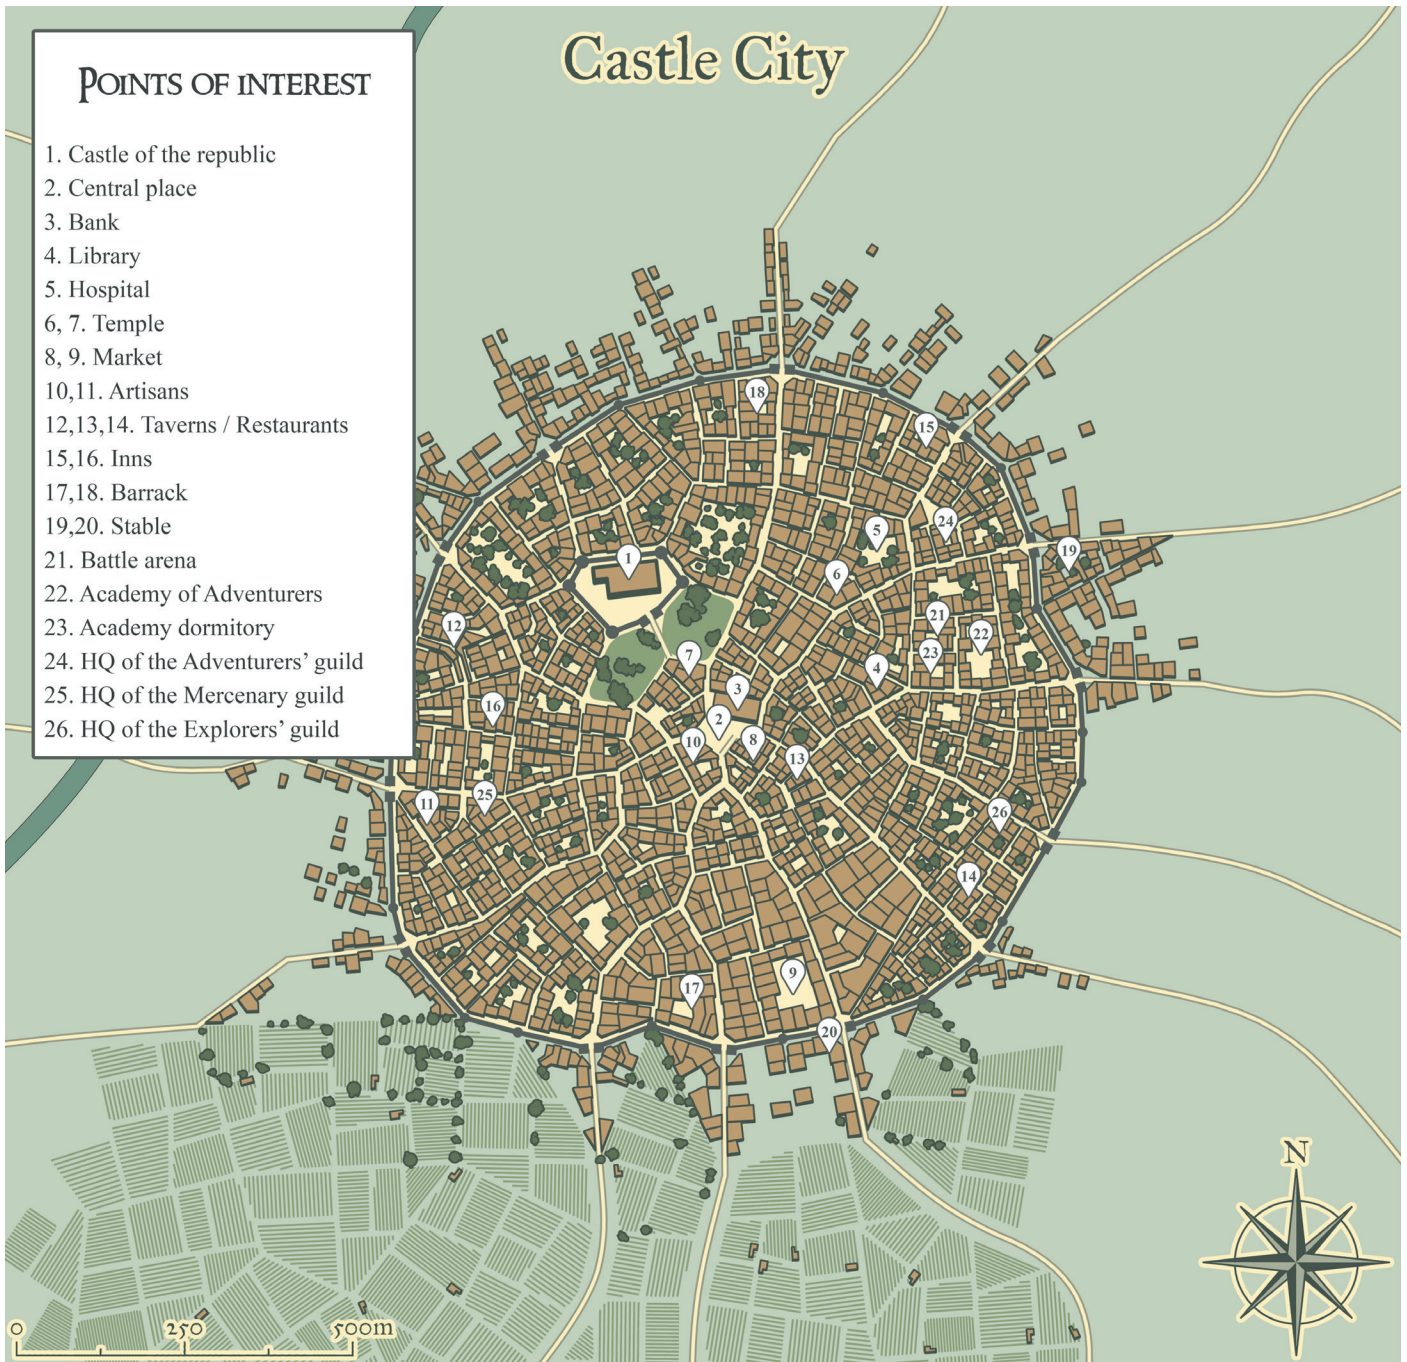 Castle City
POINTS OF INTEREST
1. Castle of the republic
2. Central place
3. Bank
4. Library
5. Hospital
6, 7. Temple
8, 9. Market
10,11. Artisans
12,13,14. Taverns / Restaurants
15,16. Inns
17,18. Barrack
19,20. Stable
21. Battle arena
22. Academy of Adventurers
23. Academy dormitory
24. HQ of the Adventurers’ guild
25. HQ of the Mercenary guild
26. HQ of the Explorers’ guild
18
15
5
24
19
1
6
21
12
22
23
7
4
3
16
2
10
8
13
25
11
26
14
9
17
20
N
0 250 500m